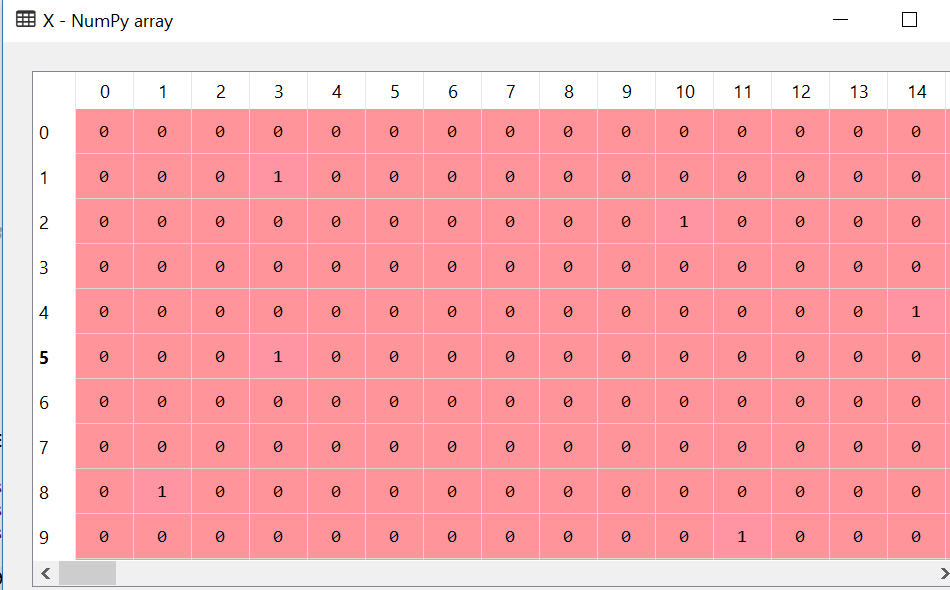 X - NumPy array
0 1 2 3 4 5 6 7 8 9 10 11 12 13 14
0 0 0 0 0 0 0 0 0 0 0 0 0 0 0 0
1 0 0 0 1 0 0 0 0 0 0 0 0 0 0 0
2 0 0 0 0 0 0 0 0 0 0 1 0 0 0 0
3 0 0 0 0 0 0 0 0 0 0 0 0 0 0 0
4 0 0 0 0 0 0 0 0 0 0 0 0 0 0 1
5 0 0 0 1 0 0 0 0 0 0 0 0 0 0 0
6 0 0 0 0 0 0 0 0 0 0 0 0 0 0 0
7 0 0 0 0 0 0 0 0 0 0 0 0 0 0 0
8 0 1 0 0 0 0 0 0 0 0 0 0 0 0 0
9 0 0 0 0 0 0 0 0 0 0 0 1 0 0 0